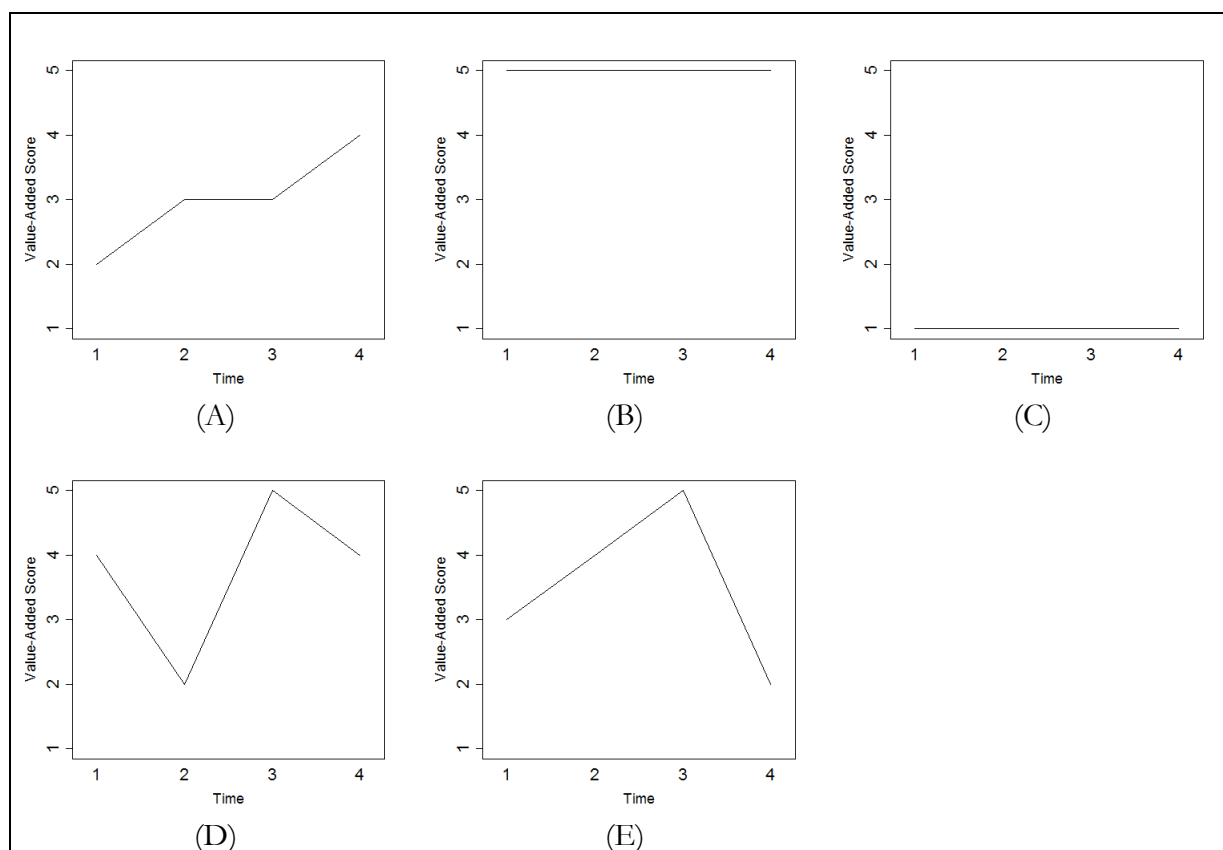 5 5 5
4 4 4
3 3 3
2 2 2
1 1 1
Value-Added Score Value-Added Score Value-Added Score
1 2 3 4 1 2 3 4 1 2 3 4
Time Time Time
(A) (B) (C)
5 5
4 4
3 3
2 2
1 1
Value-Added Score Value-Added Score
1 2 3 4 1 2 3 4
Time Time
(D) (E)